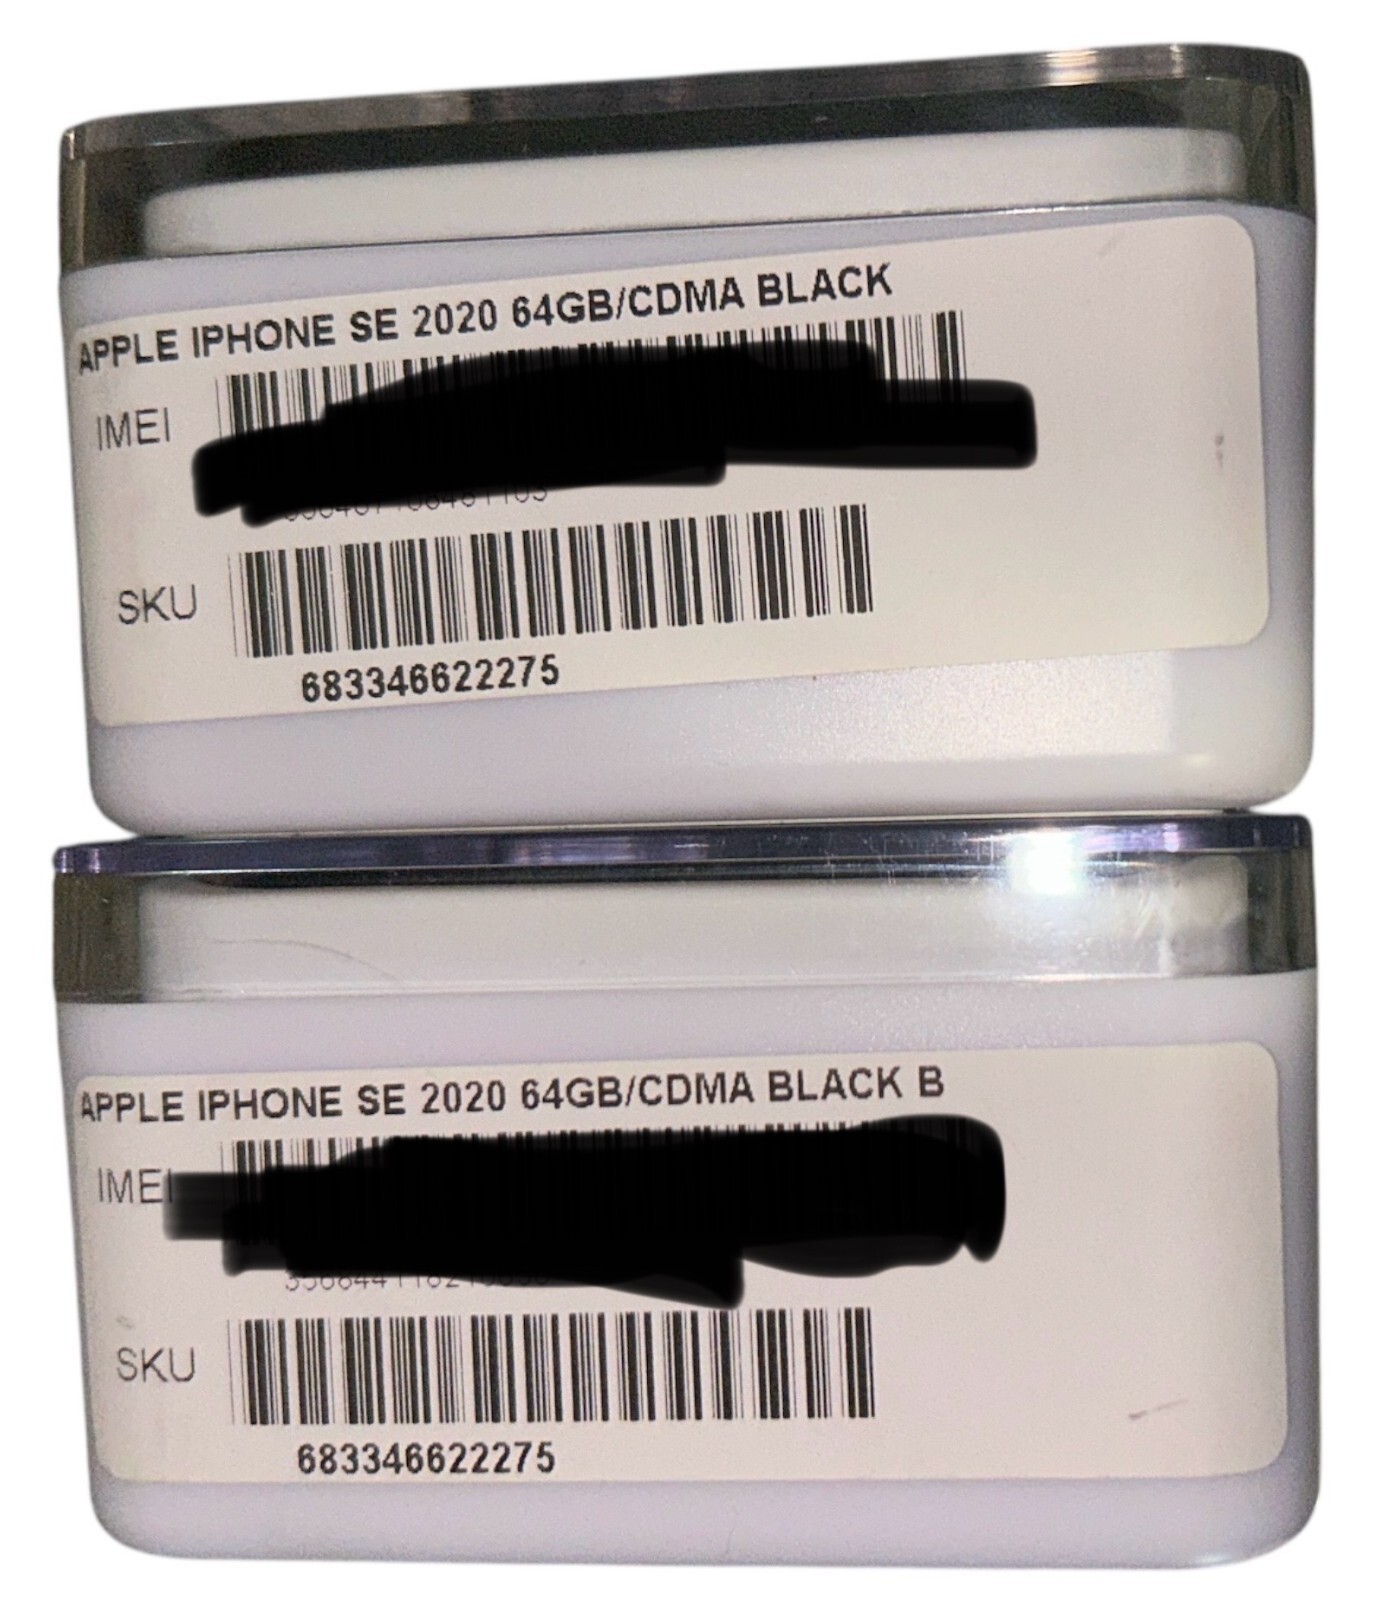 APPLE IPHONE SE 2020 64GB/CDMA BLACK
IMEI
SKU
683346622275
APPLE IPHONE SE 2020 64GB/CDMA BLACK B
IMEI
SKU
683346622275